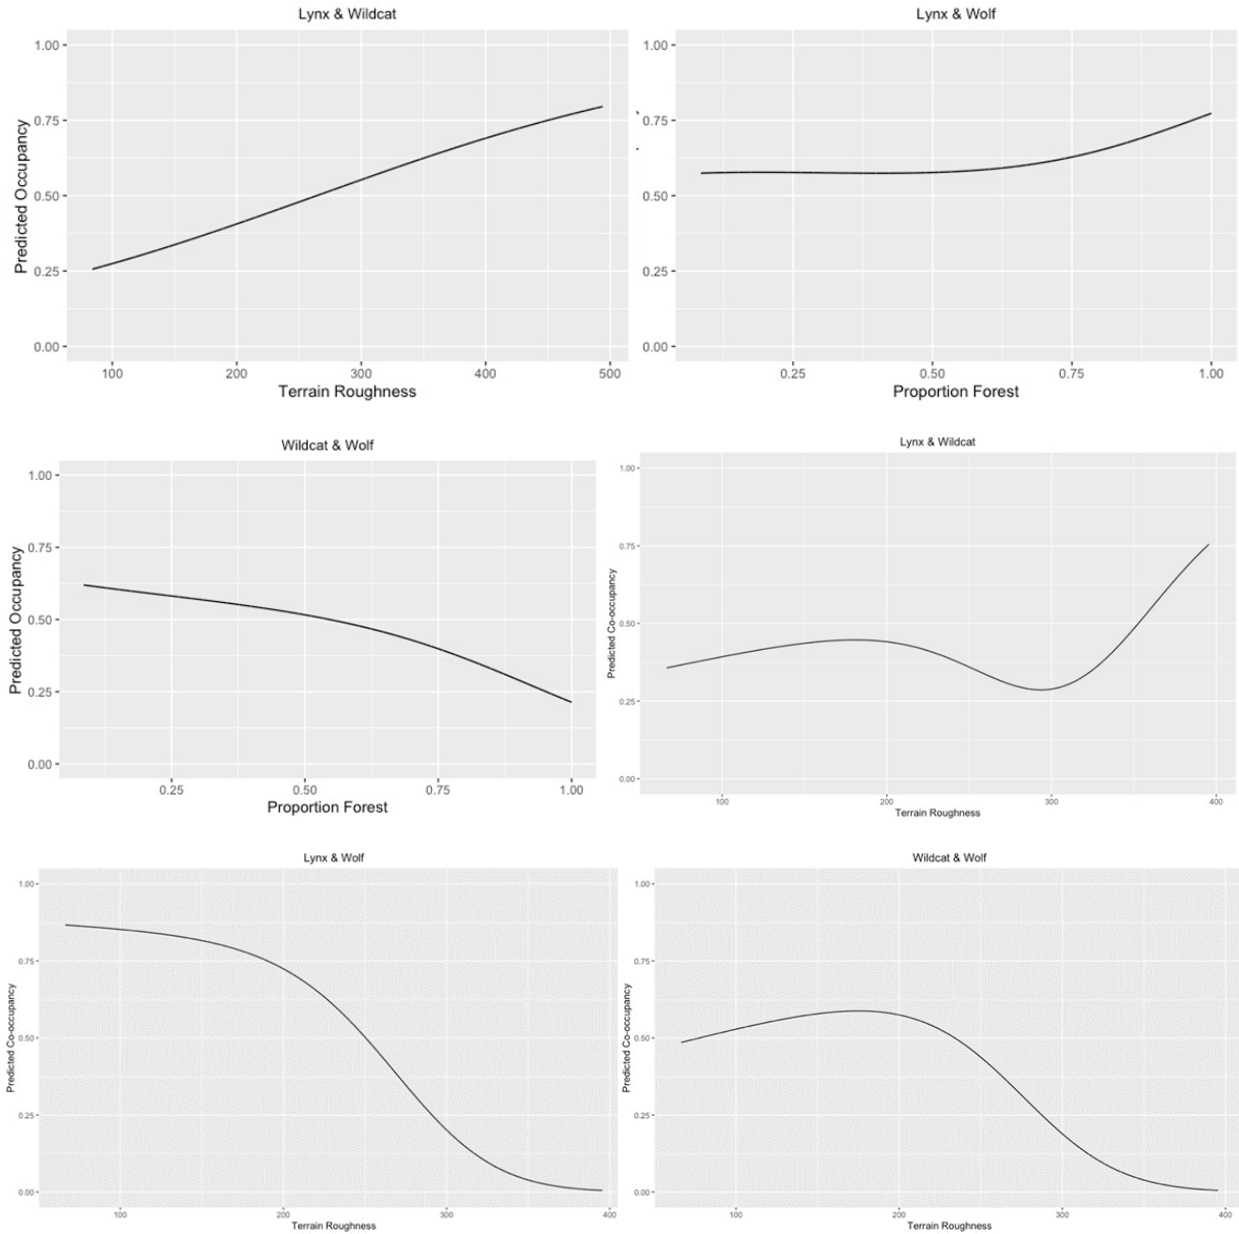 Lynx & Wildcat
1.00
0.75
0.50
0.25
0.00
Predicted Occupancy
100 200 300 400 500
Terrain Roughness
Lynx & Wolf
1.00
0.75
0.50
0.25
0.00
0.25 0.50 0.75 1.00
Proportion Forest
Wildcat & Wolf
1.00
0.75
0.50
0.25
0.00
Predicted Occupancy
0.25 0.50 0.75 1.00
Proportion Forest
Lynx & Wildcat
1.00
0.75
0.50
0.25
0.00
Predicted Co-occupancy
100 200 300 400
Terrain Roughness
Lynx & Wolf
1.00
0.75
0.50
0.25
0.00
Predicted Co-occupancy
100 200 300 400
Terrain Roughness
Wildcat & Wolf
1.00
0.75
0.50
0.25
0.00
Predicted Co-occupancy
100 200 300 400
Terrain Roughness